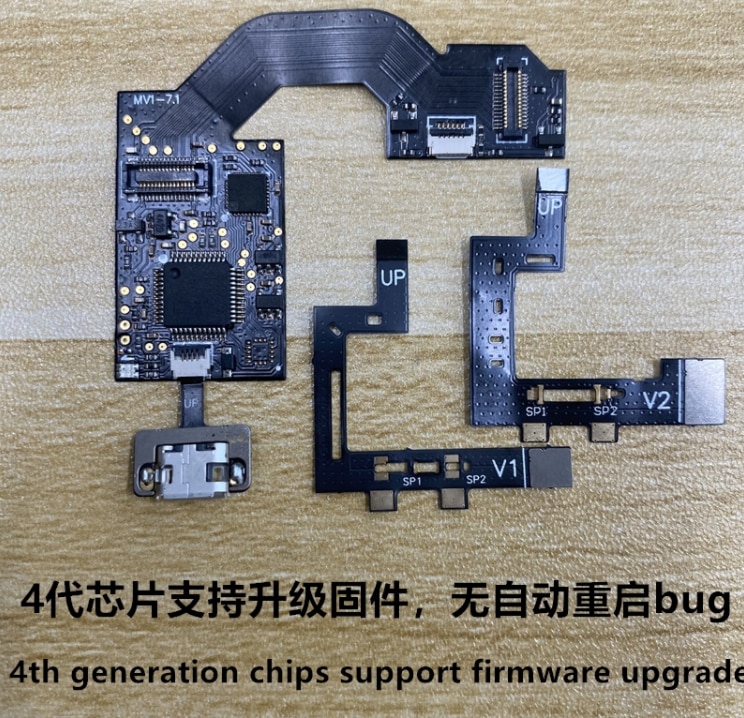 MV1-7.1
UP
UP
UP
SP1
SP2
V2
V1
SP1
SP2
4代芯片支持升级固件，无自动重启bug
4th generation chips support firmware upgrade